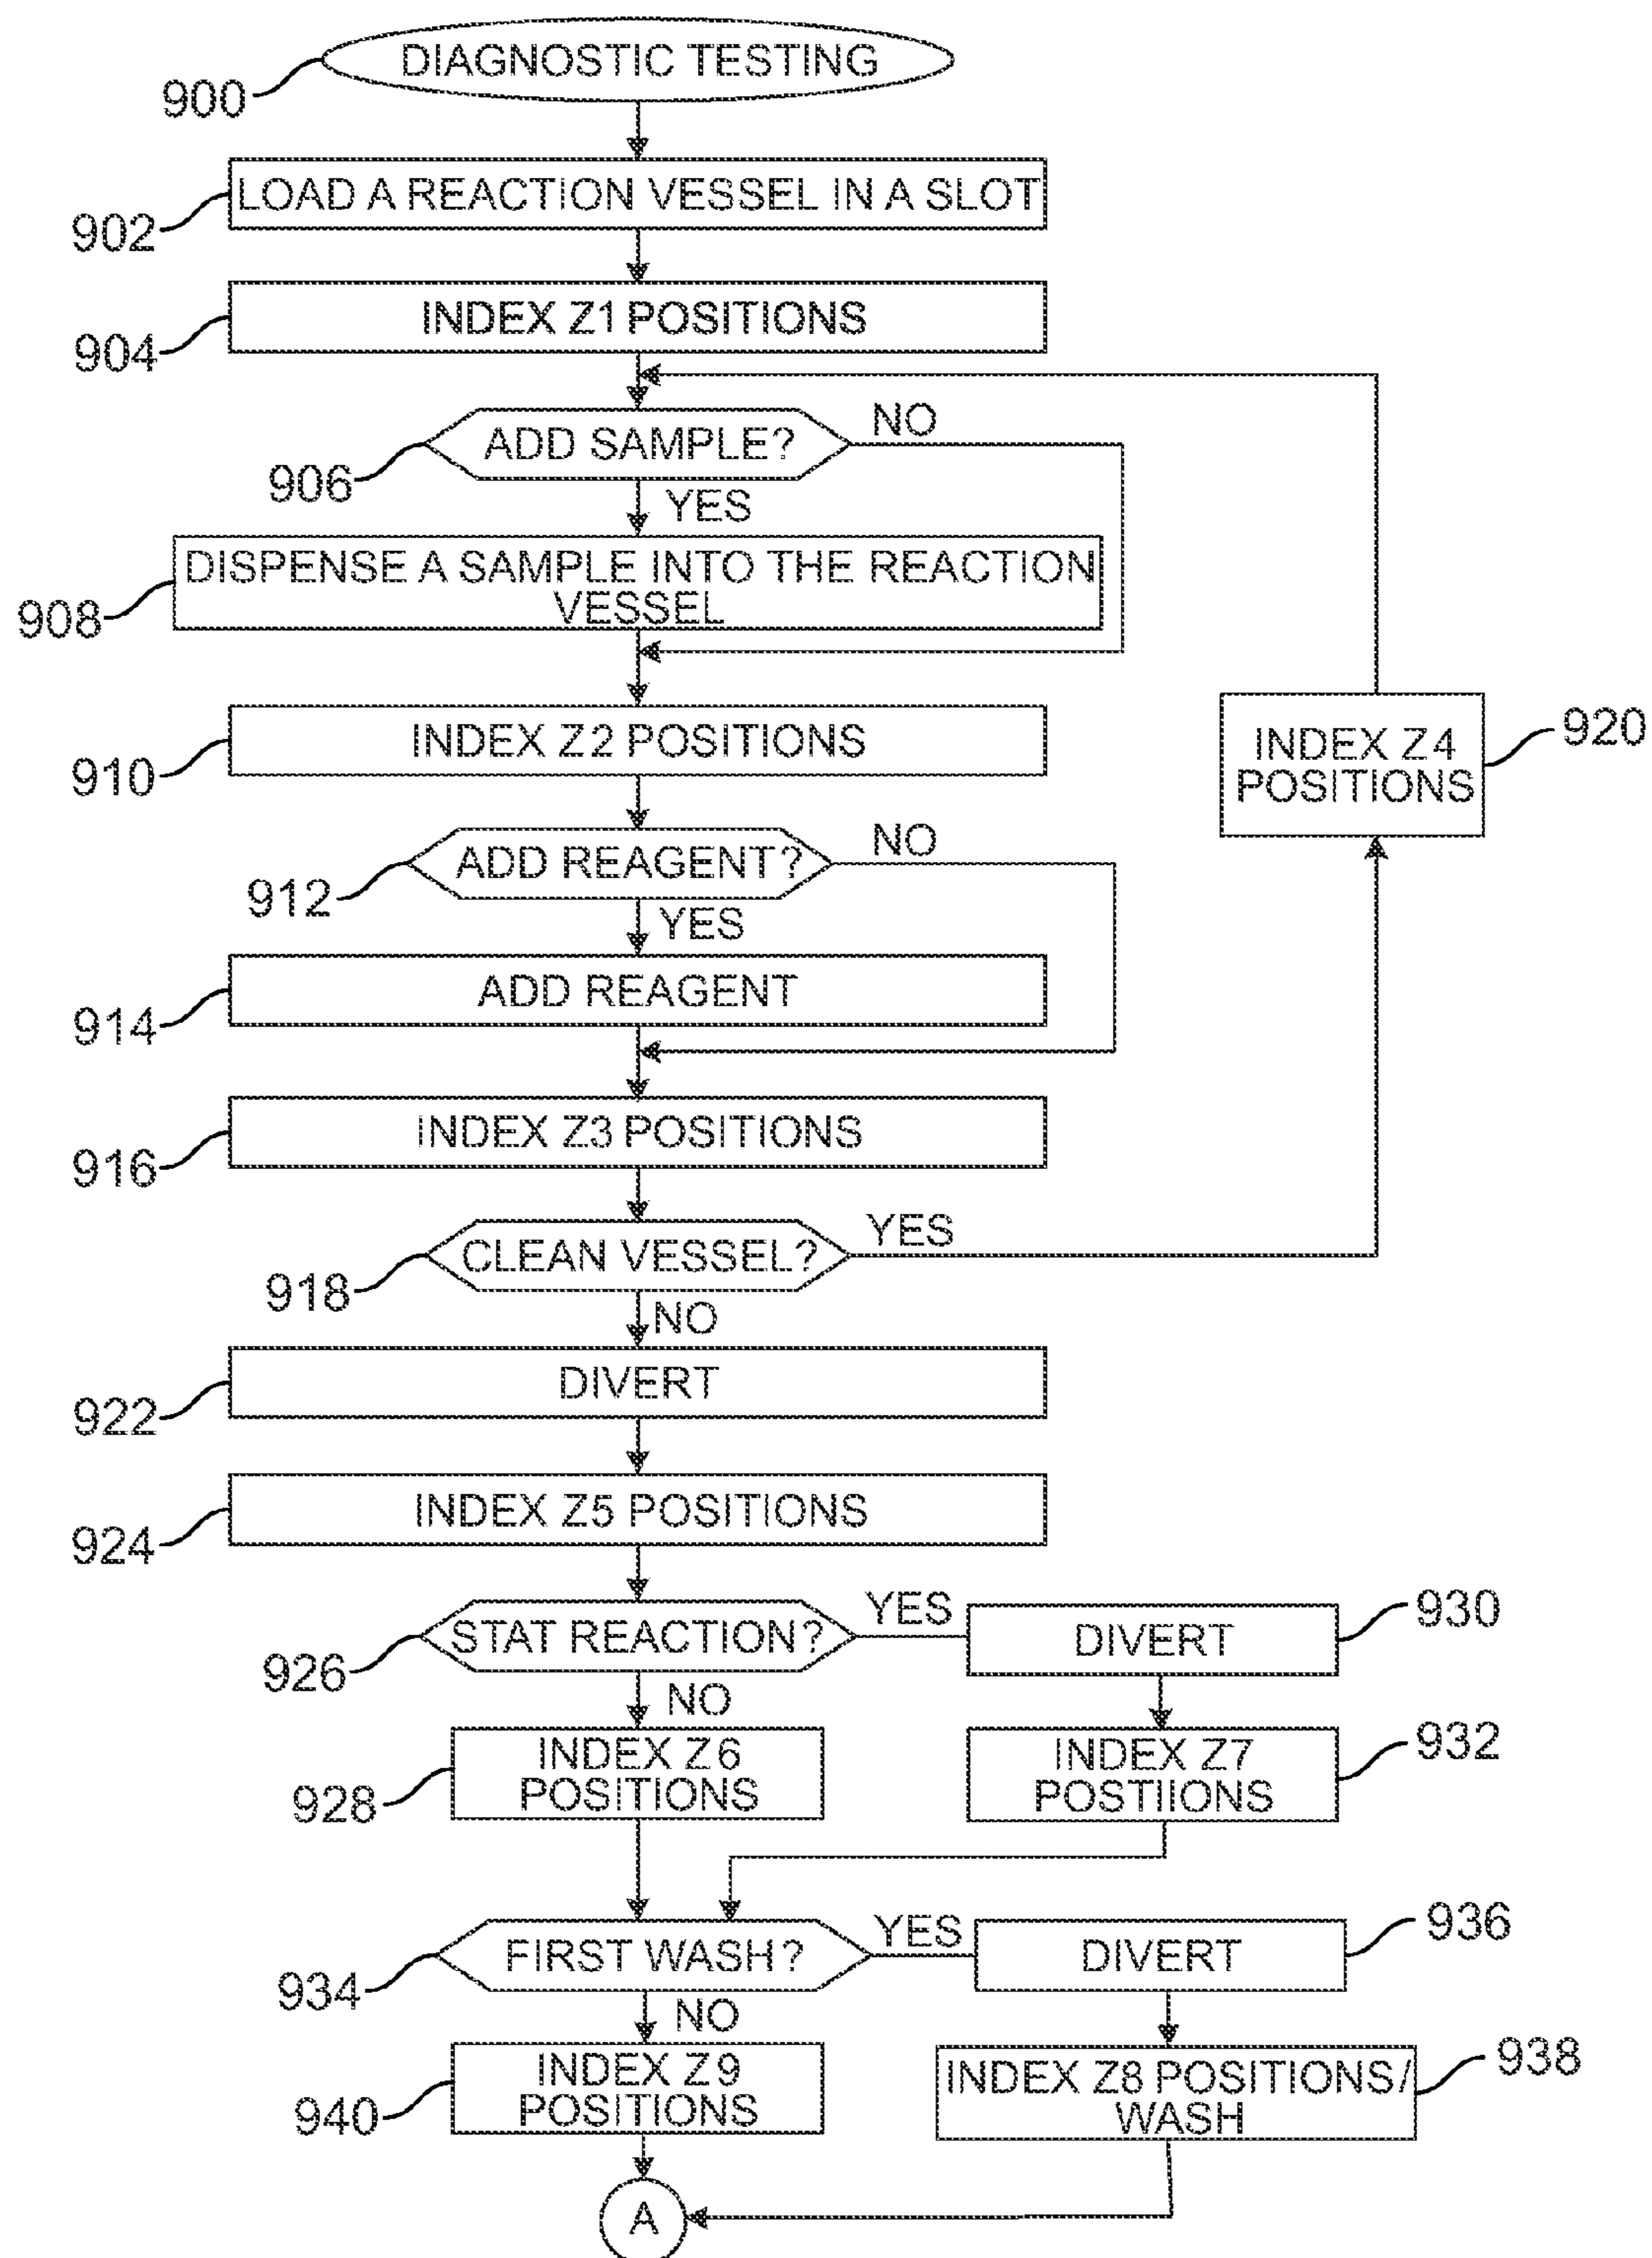 DIAGNOSTIC TESTING
900
LOAD A REACTION VESSEL IN A SLOT
902
INDEX Z1 POSITIONS
904
ADD SAMPLE?
NO
906
YES
DISPENSE A SAMPLE INTO THE REACTION
VESSEL
908
INDEX Z2 POSITIONS
910
INDEX Z4
POSITIONS
920
ADD REAGENT?
NO
912
YES
ADD REAGENT
914
INDEX Z3 POSITIONS
916
CLEAN VESSEL?
YES
918
NO
DIVERT
922
INDEX Z5 POSITIONS
924
STAT REACTION?
YES
926
DIVERT
930
NO
INDEX Z6
POSITIONS
928
INDEX Z7
POSTIIONS
932
FIRST WASH?
YES
934
DIVERT
936
NO
INDEX Z9
POSITIONS
940
INDEX Z8 POSITIONS/
WASH
938
A